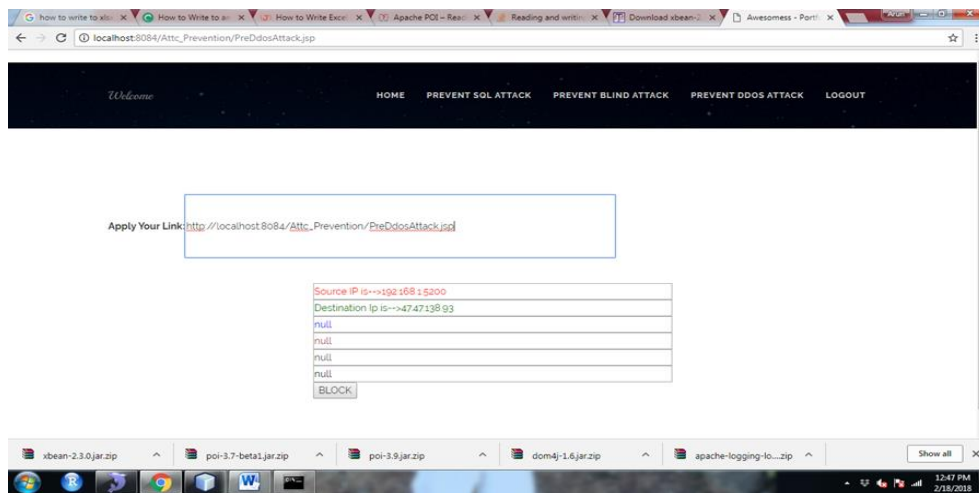 how to write to xlsx
How to Write to an
How to Write Excel
Apache POI – Read
Reading and writing
Download xbean-2.
Awesomess - Portf
localhost:8084/Attc_Prevention/PreDdosAttack.jsp
Welcome
HOME PREVENT SQL ATTACK PREVENT BLIND ATTACK PREVENT DDOS ATTACK LOGOUT
Apply Your Link: http://localhost:8084/Attc_Prevention/PreDdosAttack.jsp
Source IP is-->192.168.1.5200
Destination Ip is-->47.47.138.93
null
null
null
null
BLOCK
xbean-2.3.0.jar.zip poi-3.7-beta1.jar.zip poi-3.9.jar.zip dom4j-1.6.jar.zip apache-logging-lo....zip Show all
12:47 PM
2/18/2018